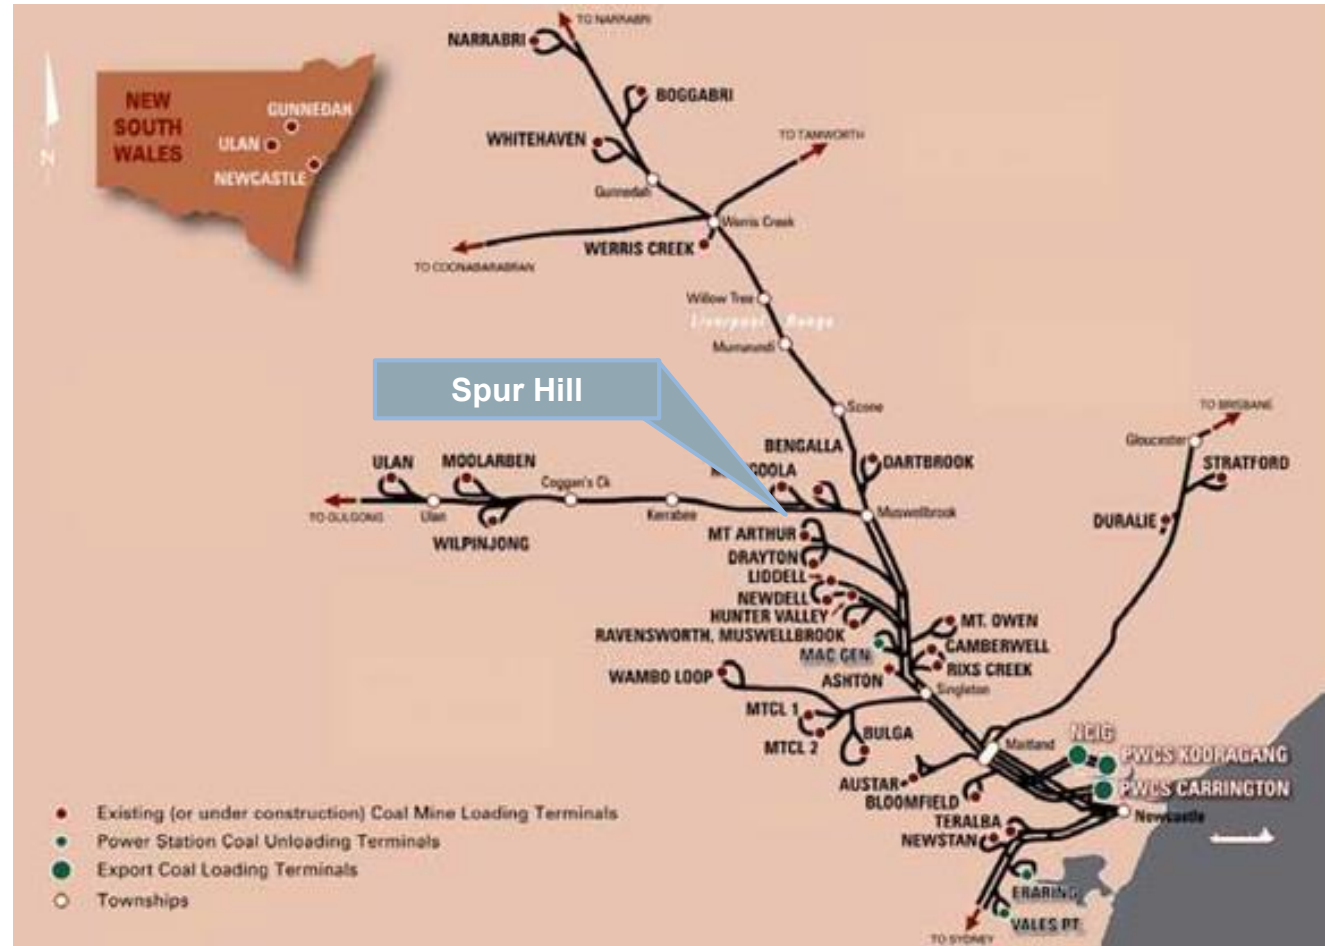 TO NARRABRI
NARRABRI
BOGGABRI
NEW
SOUTH
WALES
GUNNEDAH
ULAN
NEWCASTLE
N
WHITEHAVEN
TO TAMWORTH
Gunnedah
Werris Creek
WERRIS CREEK
TO COONABARABRAN
Willow Tree
Liverpool Range
Murrurundi
Spur Hill
Scone
TO BRISBANE
Gloucester
BENGALLA
DARTBROOK
STRATFORD
ULAN
MOOLARBEN
Coggan's Ck
Kerrabee
Muswellbrook
TO GULGONG
Ulan
WILPINJONG
DURALIE
MT ARTHUR
DRAYTON
LIDDELL
NEWDELL
HUNTER VALLEY
RAVENSWORTH, MUSWELLBROOK
MT. OWEN
CAMBERWELL
MAC GEN
RIXS CREEK
WAMBO LOOP
ASHTON
Singleton
MTCL 1
MTCL 2
BULGA
NCIG
Maitland
PWCS KOORAGANG
AUSTAR
PWCS CARRINGTON
BLOOMFIELD
TERALBA
Newcastle
NEWSTAN
ERARING
VALES PT.
TO SYDNEY
Existing (or under construction) Coal Mine Loading Terminals
Power Station Coal Unloading Terminals
Export Coal Loading Terminals
Townships